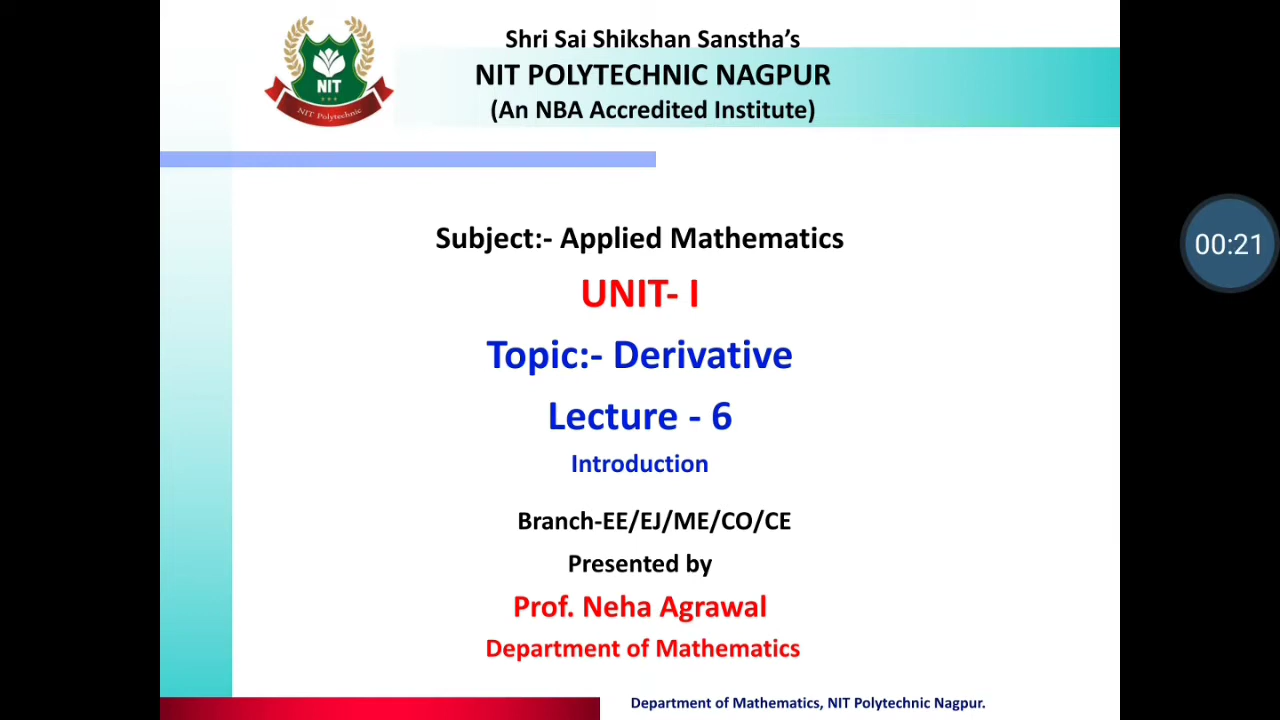 Shri Sai Shikshan Sanstha’s
NIT POLYTECHNIC NAGPUR
(An NBA Accredited Institute)
NIT
NIT Polytechnic
Subject:- Applied Mathematics
UNIT- I
00:21
Topic:- Derivative
Lecture - 6
Introduction
Branch-EE/EJ/ME/CO/CE
Presented by
Prof. Neha Agrawal
Department of Mathematics
Department of Mathematics, NIT Polytechnic Nagpur.